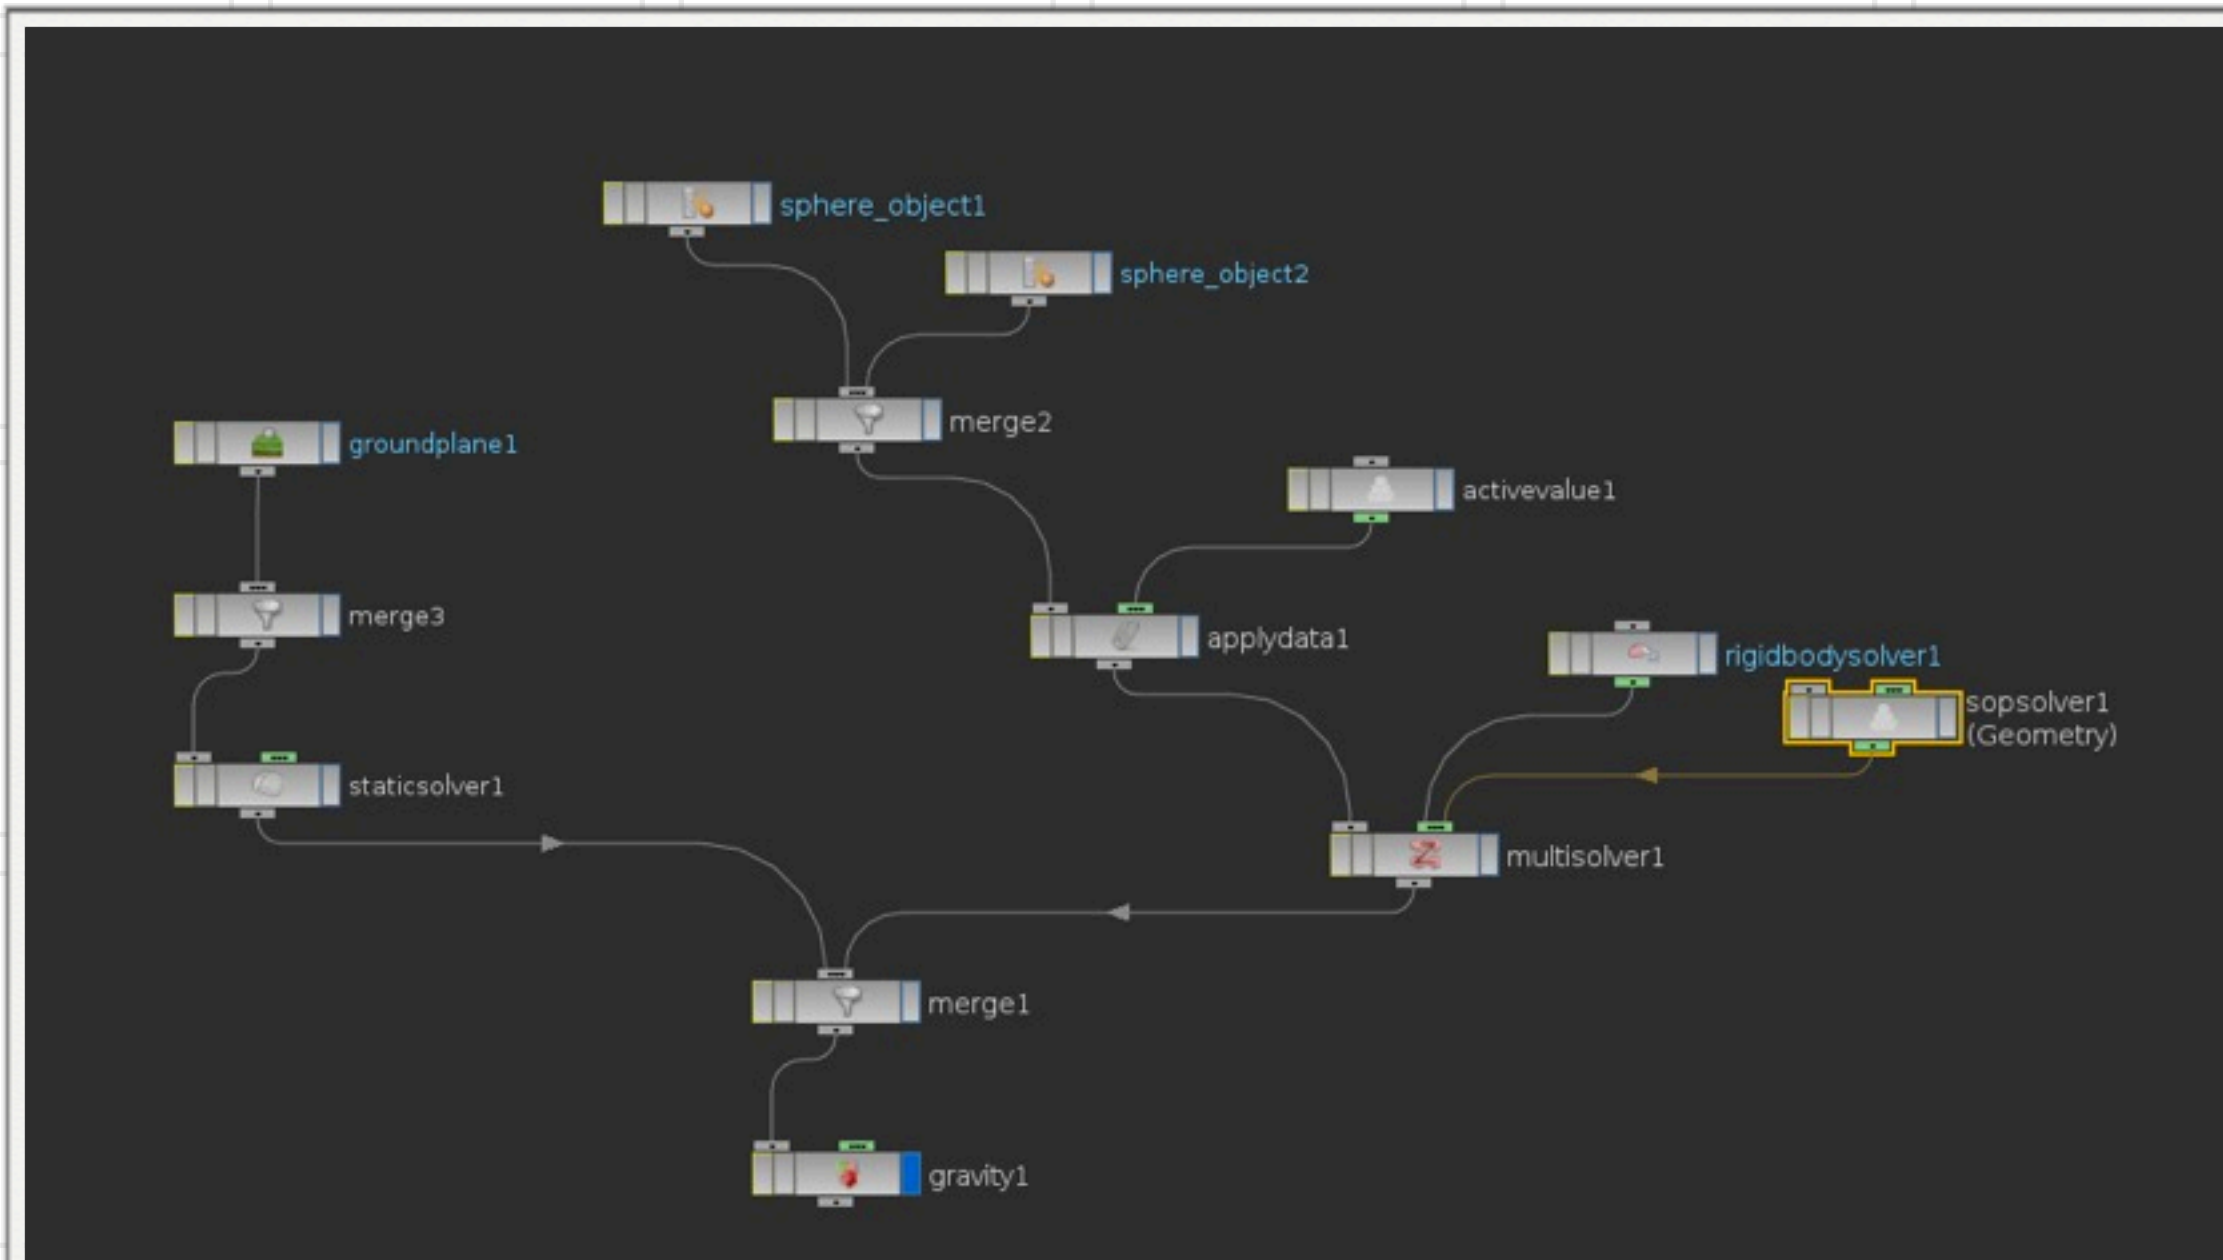 sphere_object1
sphere_object2
merge2
groundplane1
activevalue1
merge3
applydata1
rigidbodysolver1
sopsolver1
(Geometry)
staticsolver1
multisolver1
merge1
gravity1